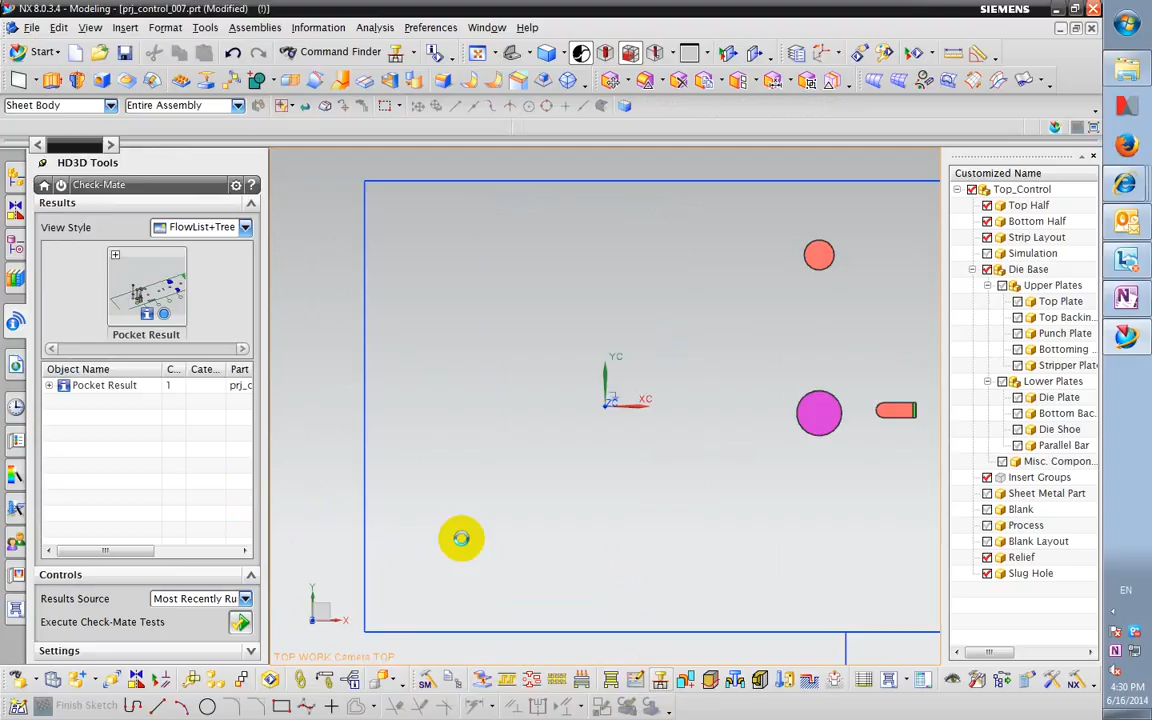 NX 8.0.3.4 - Modeling - [prj_control_007.prt (Modified) (!)]
SIEMENS
File Edit View Insert Format Tools Assemblies Information Analysis Preferences Window Help
Start
Command Finder
Sheet Body
Entire Assembly
HD3D Tools
Check-Mate
Results
View Style
FlowList+Tree
Pocket Result
Object Name C... Cate... Part
Pocket Result 1 prj_c
Controls
Results Source
Most Recently Ru
Execute Check-Mate Tests
Settings
YC
XC
ZC
Y
X
TOP WORK Camera TOP
Customized Name
Top_Control
Top Half
Bottom Half
Strip Layout
Simulation
Die Base
Upper Plates
Top Plate
Top Backin...
Punch Plate
Bottoming ...
Stripper Plate
Lower Plates
Die Plate
Bottom Bac...
Die Shoe
Parallel Bar
Misc. Compon...
Insert Groups
Sheet Metal Part
Blank
Process
Blank Layout
Relief
Slug Hole
SM
NX
Finish Sketch
EN
4:30 PM
6/16/2014